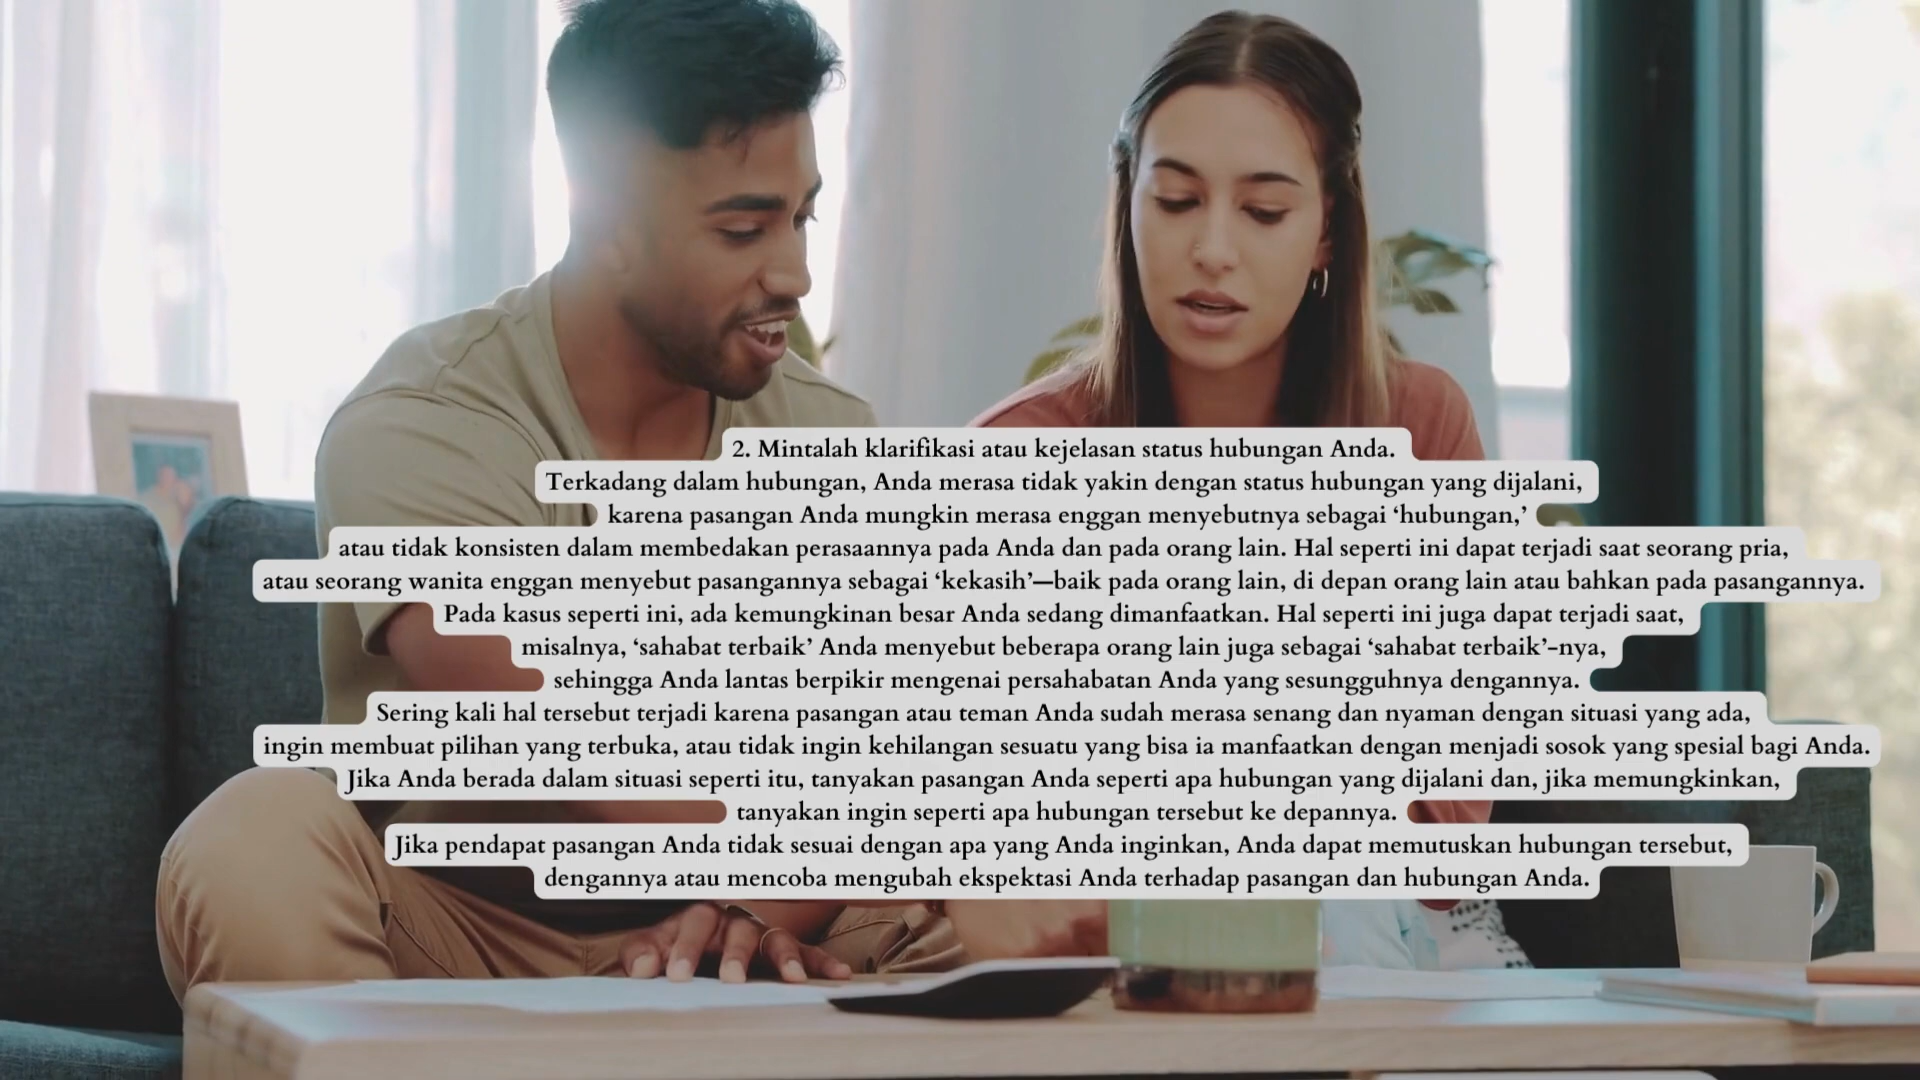 2. Mintalah klarifikasi atau kejelasan status hubungan Anda.
Terkadang dalam hubungan, Anda merasa tidak yakin dengan status hubungan yang dijalani,
karena pasangan Anda mungkin merasa enggan menyebutnya sebagai ‘hubungan,’
atau tidak konsisten dalam membedakan perasaannya pada Anda dan pada orang lain. Hal seperti ini dapat terjadi saat seorang pria,
atau seorang wanita enggan menyebut pasangannya sebagai ‘kekasih’—baik pada orang lain, di depan orang lain atau bahkan pada pasangannya.
Pada kasus seperti ini, ada kemungkinan besar Anda sedang dimanfaatkan. Hal seperti ini juga dapat terjadi saat,
misalnya, ‘sahabat terbaik’ Anda menyebut beberapa orang lain juga sebagai ‘sahabat terbaik’-nya,
sehingga Anda lantas berpikir mengenai persahabatan Anda yang sesungguhnya dengannya.
Sering kali hal tersebut terjadi karena pasangan atau teman Anda sudah merasa senang dan nyaman dengan situasi yang ada,
ingin membuat pilihan yang terbuka, atau tidak ingin kehilangan sesuatu yang bisa ia manfaatkan dengan menjadi sosok yang spesial bagi Anda.
Jika Anda berada dalam situasi seperti itu, tanyakan pasangan Anda seperti apa hubungan yang dijalani dan, jika memungkinkan,
tanyakan ingin seperti apa hubungan tersebut ke depannya.
Jika pendapat pasangan Anda tidak sesuai dengan apa yang Anda inginkan, Anda dapat memutuskan hubungan tersebut,
dengannya atau mencoba mengubah ekspektasi Anda terhadap pasangan dan hubungan Anda.